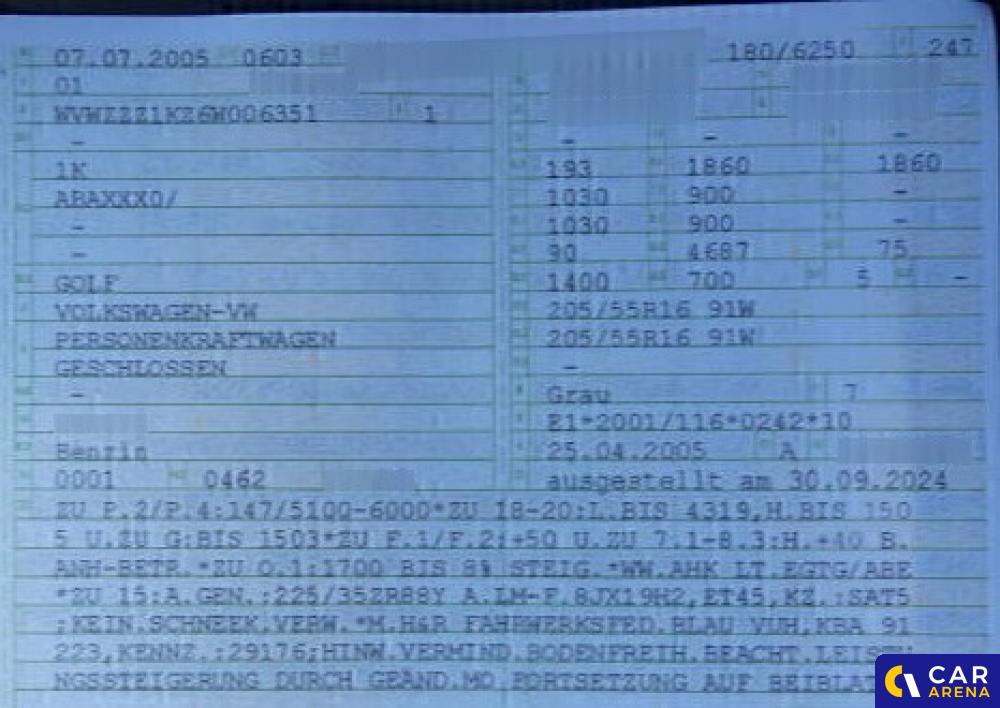 07.07.2005 0603 180/6250 247
01
WVWZZZ1KZ6W006351 1
- - - -
1K 193 1860 1860
ABAXXX0/ 1030 900 -
- 1030 900 -
- 90 4687 75
GOLF 1400 700 5 -
VOLKSWAGEN-VW 205/55R16 91W
PERSONENKRAFTWAGEN 205/55R16 91W
GESCHLOSSEN -
- Grau 7
E1*2001/116*0242*10
Benzin 25.04.2005 A
0001 0462 ausgestellt am 30.09.2024
ZU P.2/P.4:147/5100-6000*ZU 18-20:L.BIS 4319,H.BIS 150
5 U.ZU G:BIS 1503*ZU F.1/F.2:+50 U.ZU 7.1-8.3:H.+40 B.
ANH-BETR.*ZU O.1:1700 BIS 8% STEIG.*WW.AHK LT.EGTG/ABE
*ZU 15:A.GEN.:225/35ZR88Y A.LM-F.8JX19H2,ET45,KZ.:SAT5
;KEIN.SCHNEEK.VERW.*M.H&R FAHRWERKSFED.BLAU VUH,KBA 91
223,KENNZ.:29176;HINW.VERMIND.BODENFREIH.BEACHT.
NGSSTEIGERUNG DURCH GEÄND.MO FORTSETZUNG AUF
CAR
ARENA